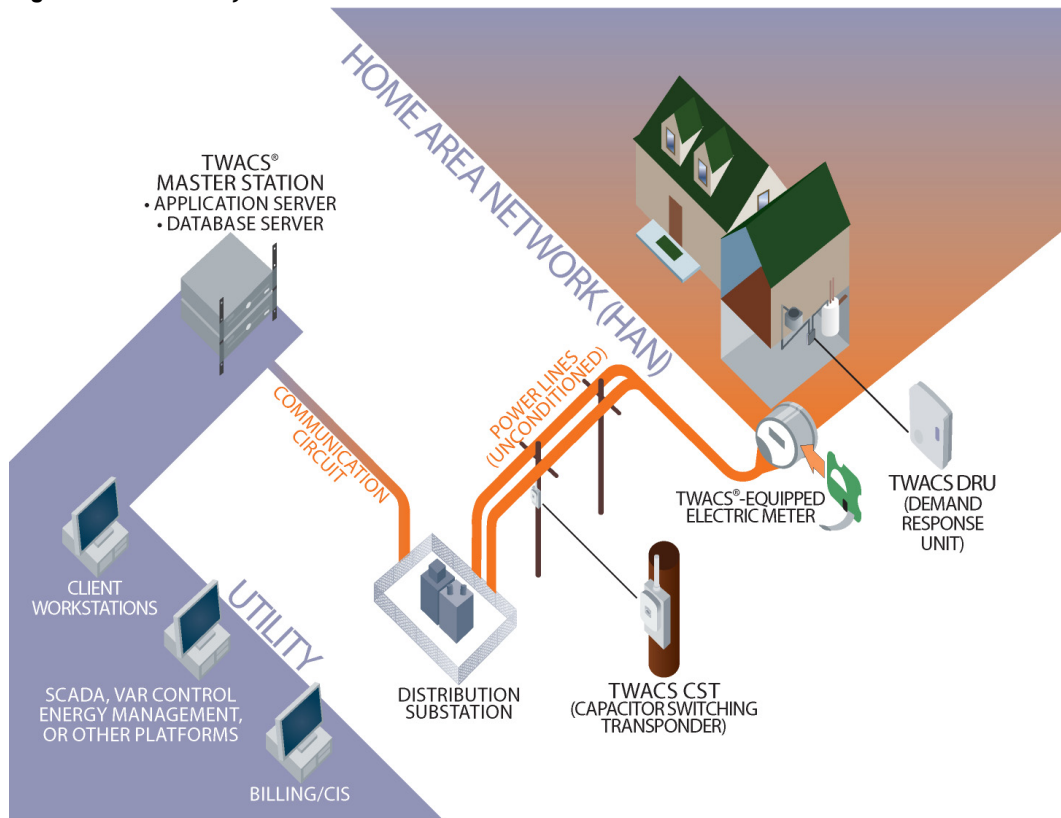 HOME AREA NETWORK (HAN)
TWACS®
MASTER STATION
• APPLICATION SERVER
• DATABASE SERVER
COMMUNICATION
CIRCUIT
POWER LINES
(UNCONDITIONED)
TWACS®-EQUIPPED
ELECTRIC METER
TWACS DRU
(DEMAND
RESPONSE
UNIT)
CLIENT
WORKSTATIONS
UTILITY
SCADA, VAR CONTROL
ENERGY MANAGEMENT,
OR OTHER PLATFORMS
BILLING/CIS
DISTRIBUTION
SUBSTATION
TWACS CST
(CAPACITOR SWITCHING
TRANSPONDER)